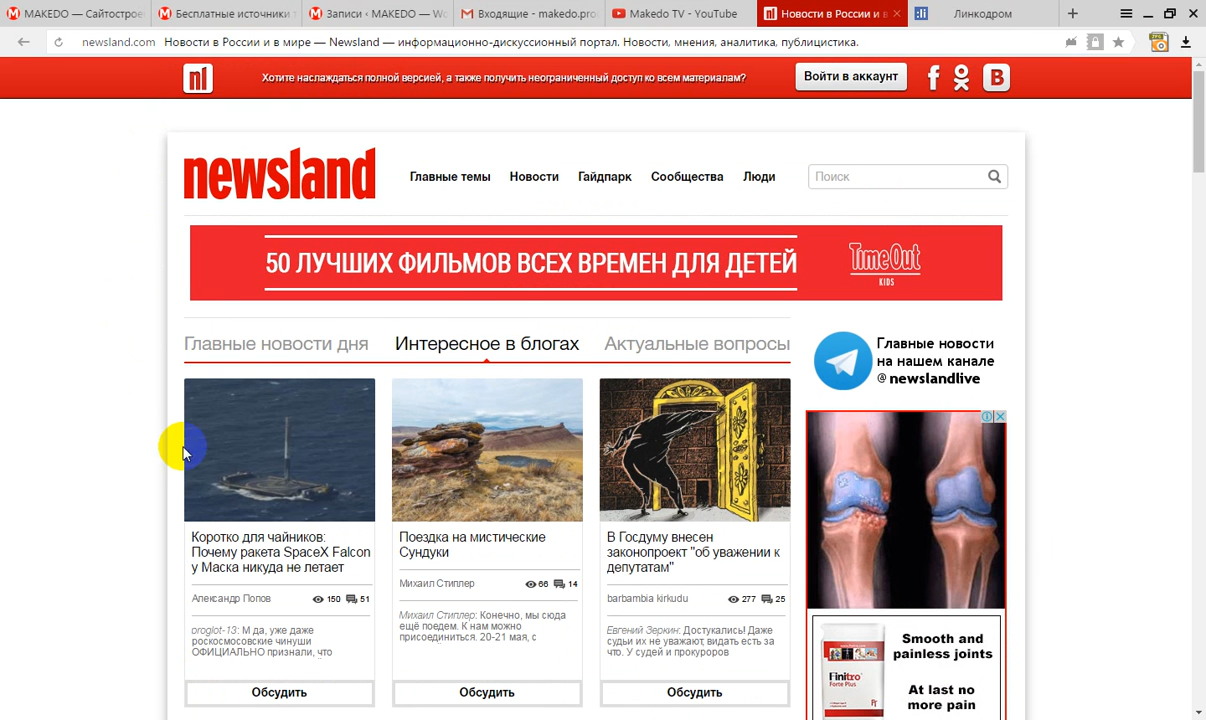 MAKEDO — Сайтострое
Бесплатные источники т
Записи ‹ MAKEDO — Wo
Входящие - makedo.pro
Makedo TV - YouTube
Новости в России и в
Линкодром
newsland.com Новости в России и в мире — Newsland — информационно-дискуссионный портал. Новости, мнения, аналитика, публицистика.
nl
Хотите наслаждаться полной версией, а также получить неограниченный доступ ко всем материалам?
Войти в аккаунт
newsland
Главные темы
Новости
Гайдпарк
Сообщества
Люди
Поиск
50 ЛУЧШИХ ФИЛЬМОВ ВСЕХ ВРЕМЕН ДЛЯ ДЕТЕЙ
TimeOut
KIDS
Главные новости дня
Интересное в блогах
Актуальные вопросы
Главные новости
на нашем канале
@newslandlive
Коротко для чайников:
Почему ракета SpaceX Falcon
у Маска никуда не летает
Александр Попов
150
51
proglot-13: М да, уже даже
роскосмосовские чинуши
ОФИЦИАЛЬНО признали, что
Обсудить
Поездка на мистические
Сундуки
Михаил Стиплер
66
14
Михаил Стиплер: Конечно, мы сюда
ещё поедем. К нам можно
присоединиться. 20-21 мая, с
Обсудить
В Госдуму внесен
законопроект "об уважении к
депутатам"
barbambia kirkudu
277
25
Евгений Зеркин: Достукались! Даже
судьи их не уважают, видать есть за
что. У судей и прокуроров
Обсудить
Finitro
Forte Plus
Smooth and
painless joints
At last no
more pain